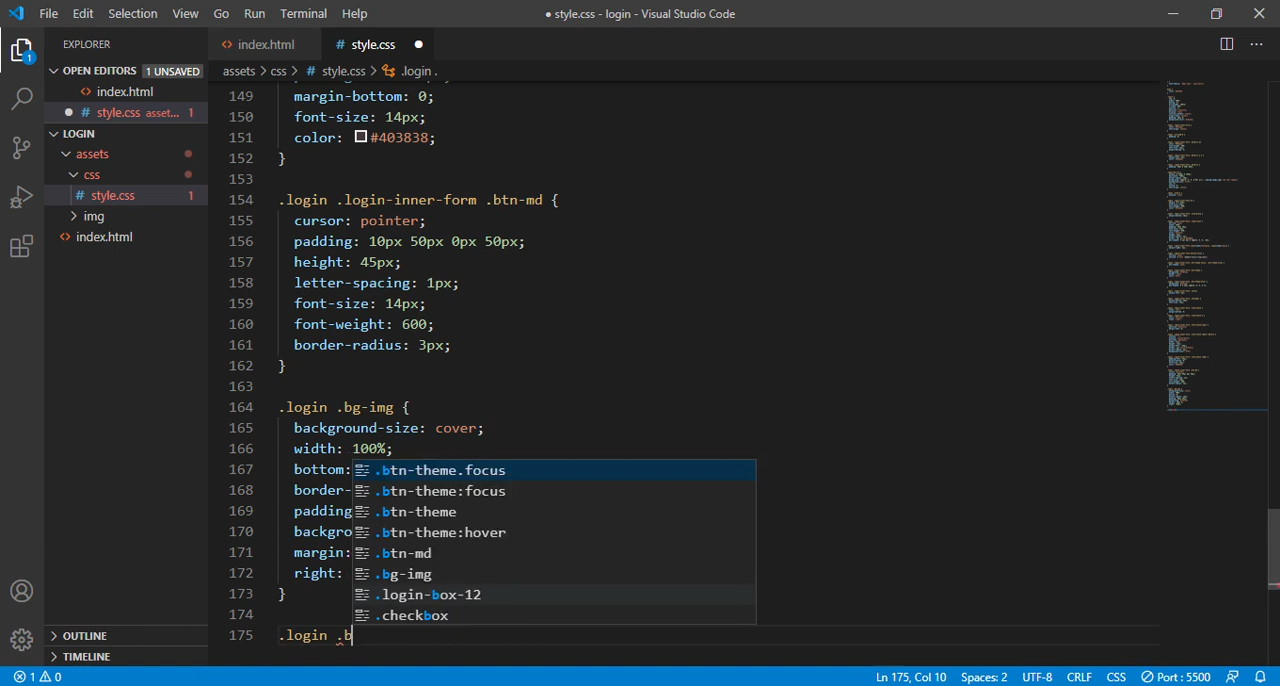 File Edit Selection View Go Run Terminal Help
● style.css - login - Visual Studio Code
EXPLORER
index.html
# style.css
OPEN EDITORS 1 UNSAVED
assets > css > # style.css > .login .
index.html
# style.css asset... 1
LOGIN
assets
css
# style.css 1
img
index.html
OUTLINE
TIMELINE
1
149 margin-bottom: 0;
150 font-size: 14px;
151 color: #403838;
152 }
153
154 .login .login-inner-form .btn-md {
155 cursor: pointer;
156 padding: 10px 50px 0px 50px;
157 height: 45px;
158 letter-spacing: 1px;
159 font-size: 14px;
160 font-weight: 600;
161 border-radius: 3px;
162 }
163
164 .login .bg-img {
165 background-size: cover;
166 width: 100%;
167 bottom:
168 border-
169 padding
170 backgro
171 margin:
172 right:
173 }
174
175 .login .b
.btn-theme.focus
.btn-theme:focus
.btn-theme
.btn-theme:hover
.btn-md
.bg-img
.login-box-12
.checkbox
1 0
Ln 175, Col 10 Spaces: 2 UTF-8 CRLF CSS Port : 5500